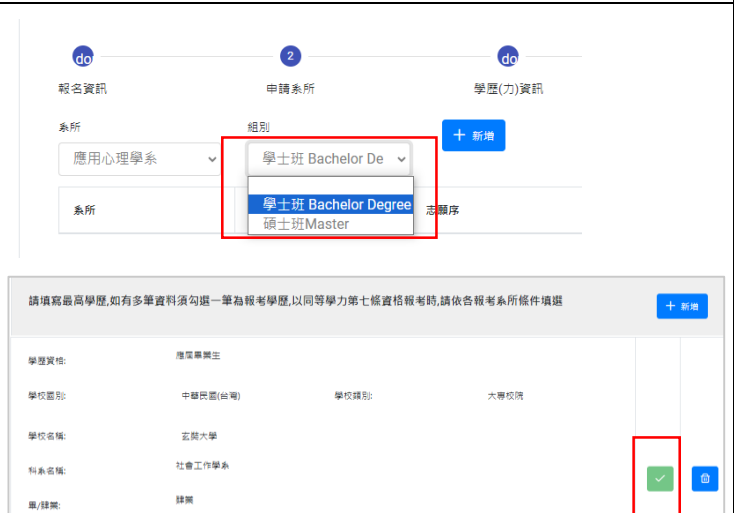 do 2 do
報名資訊 申請系所 學歷(力)資訊
系所 組別
應用心理學系 學士班 Bachelor De + 新增
學士班 Bachelor Degree
系所 志願序
碩士班Master
請填寫最高學歷,如有多筆資料須勾選一筆為報考學歷,以同等學力第七條資格報考時,請依各報考系所條件填選 + 新增
學歷資格: 應屆畢業生
學校國別: 中華民國(台灣) 學校類別: 大專校院
學校名稱: 玄奘大學
科系名稱: 社會工作學系
畢/肄業: 肄業